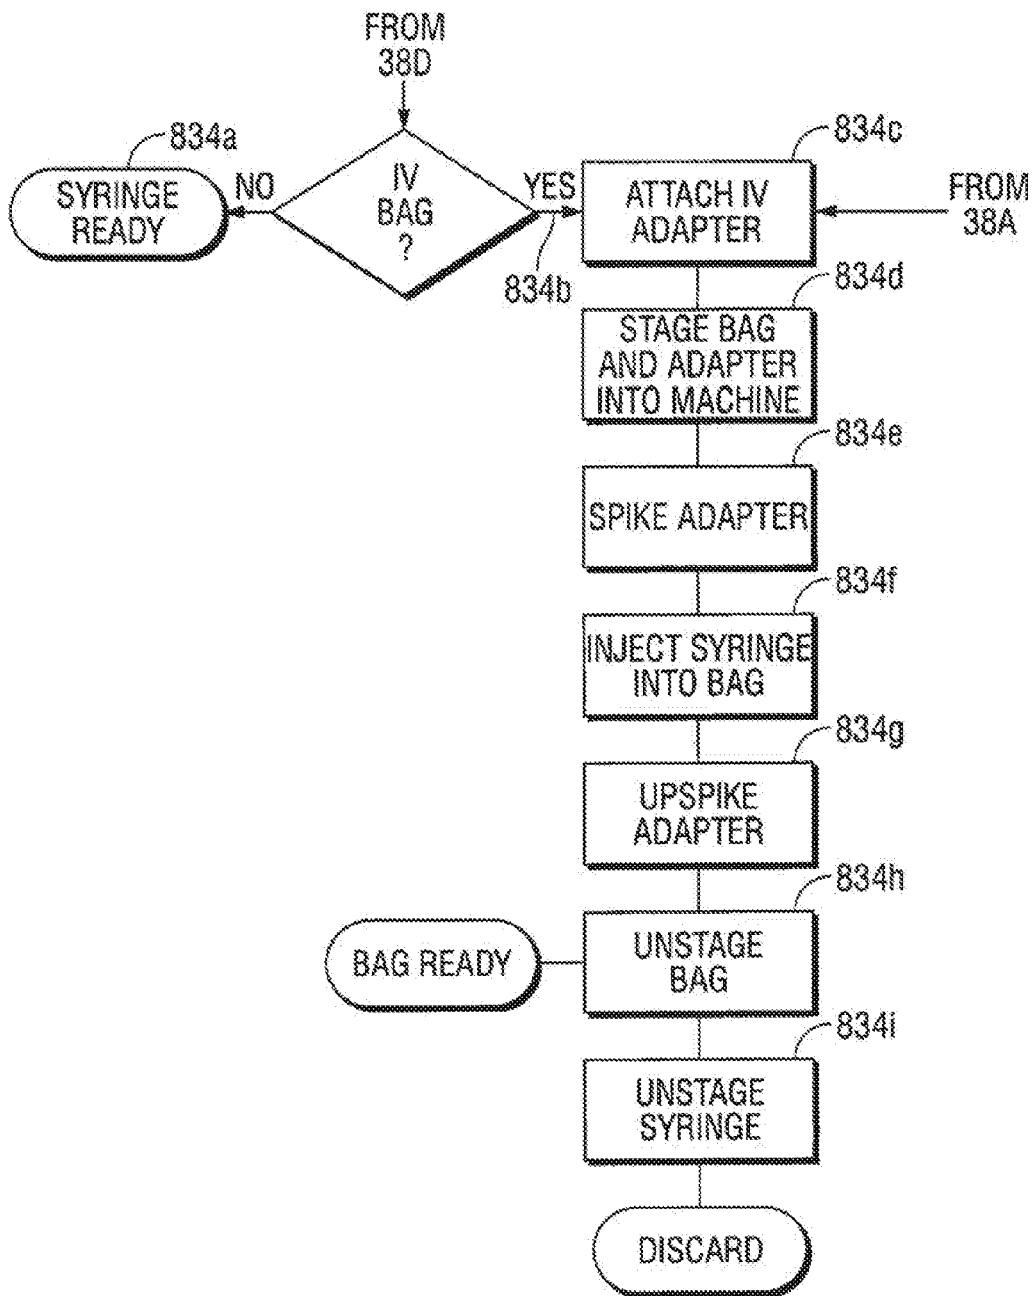 FROM
38D
834a
834c
SYRINGE
READY
NO
IV
BAG
?
YES
834b
ATTACH IV
ADAPTER
FROM
38A
834d
STAGE BAG
AND ADAPTER
INTO MACHINE
834e
SPIKE ADAPTER
834f
INJECT SYRINGE
INTO BAG
834g
UPSPIKE
ADAPTER
834h
BAG READY
UNSTAGE
BAG
834i
UNSTAGE
SYRINGE
DISCARD